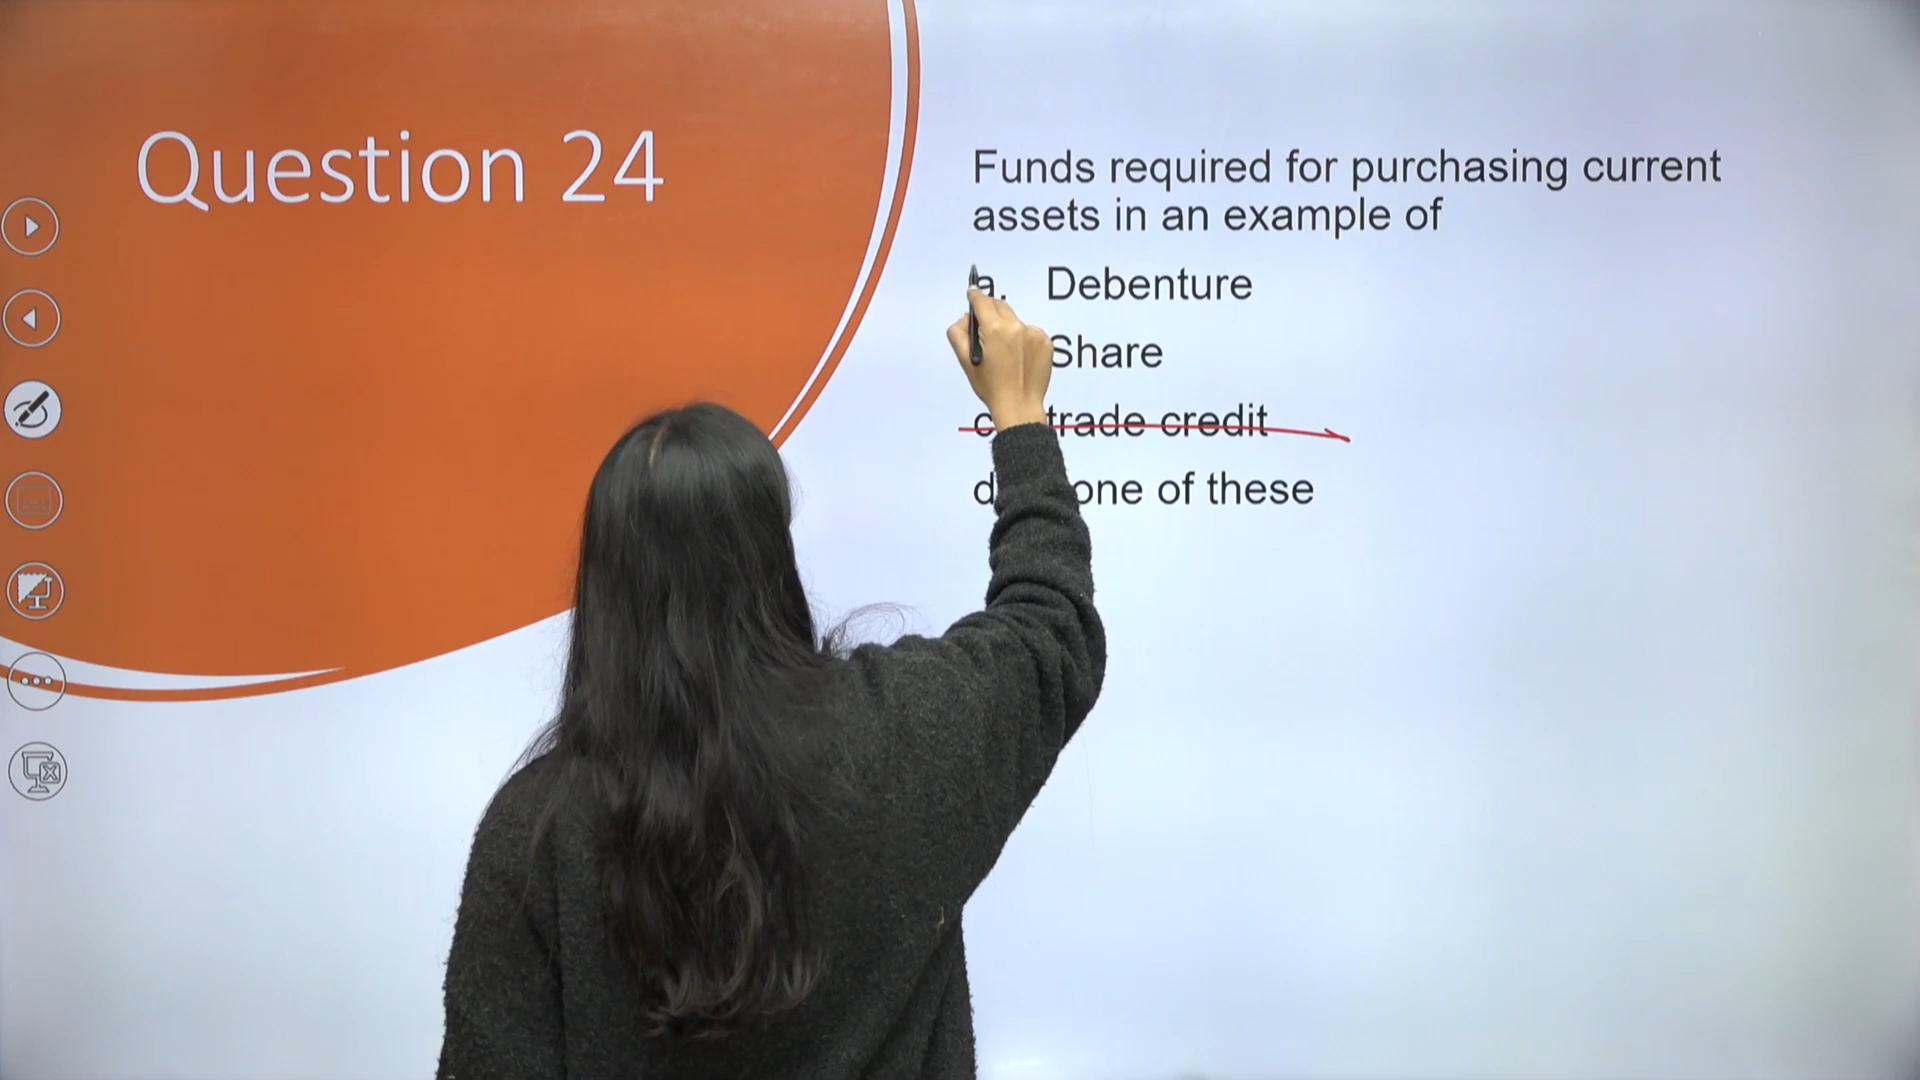 Question 24
Funds required for purchasing current
assets in an example of
a. Debenture
Share
c. trade credit
d one of these